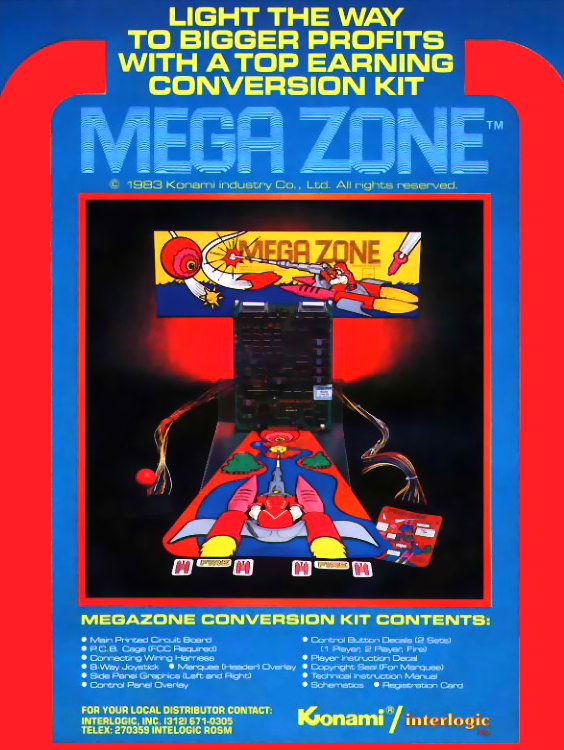 LIGHT THE WAY
TO BIGGER PROFITS
WITH A TOP EARNING
CONVERSION KIT
MEGA ZONE™
© 1983 Konami industry Co., Ltd. All rights reserved.
MEGA ZONE
FIRE
FIRE
MEGAZONE CONVERSION KIT CONTENTS:
● Main Printed Circuit Board
● P.C.B. Cage (FCC Required)
● Connecting Wiring Harness
● 8-Way Joystick ● Marquee (Header) Overlay
● Side Panel Graphics (Left and Right)
● Control Panel Overlay
● Control Button Decals (2 Sets)
(1 Player, 2 Player, Fire)
● Player Instruction Decal
● Copyright Seal (For Marquee)
● Technical Instruction Manual
● Schematics ● Registration Card
FOR YOUR LOCAL DISTRIBUTOR CONTACT:
INTERLOGIC, INC. (312) 671-0305
TELEX: 270359 INTELOGIC ROSM
Konami®/interlogic